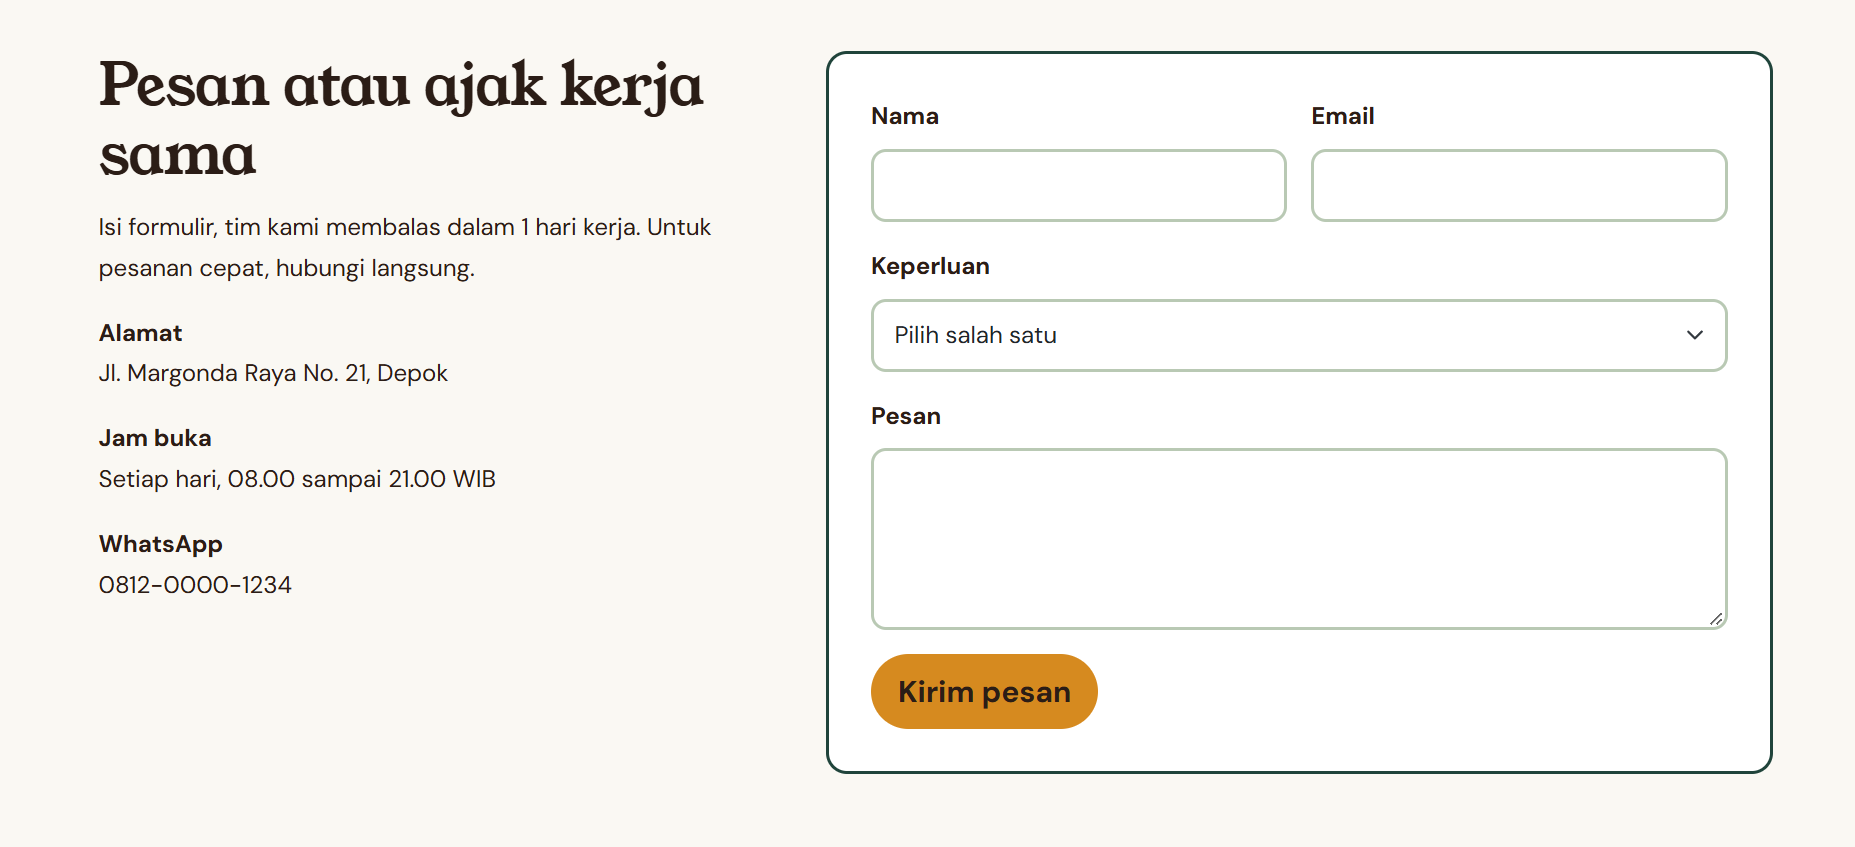 Pesan atau ajak kerja
sama
Isi formulir, tim kami membalas dalam 1 hari kerja. Untuk
pesanan cepat, hubungi langsung.
Alamat
Jl. Margonda Raya No. 21, Depok
Jam buka
Setiap hari, 08.00 sampai 21.00 WIB
WhatsApp
0812-0000-1234
Nama
Email
Keperluan
Pilih salah satu
Pesan
Kirim pesan